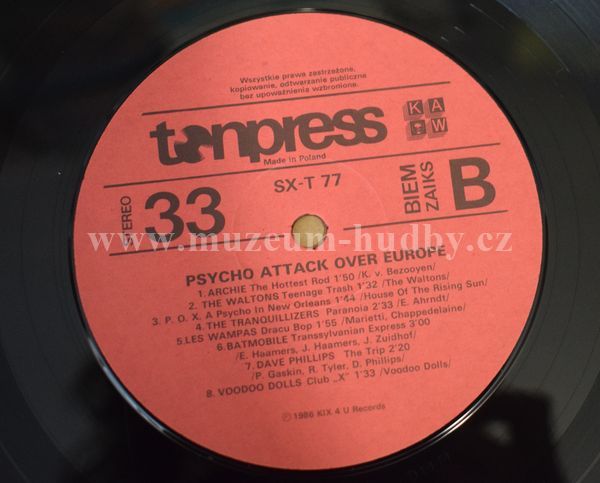 Wszystkie prawa zastrzeżone,
kopiowanie, odtwarzanie publiczne
bez upoważnienia wzbronione.
tonpress KAW
Made in Poland
SX-T 77
STEREO 33 BIEM ZAIKS B
www.muzeum-hudby.cz
PSYCHO ATTACK OVER EUROPE
1. ARCHIE The Hottest Rod 1'50 /K. v. Bezooyen/
2. THE WALTONS Teenage Trash 1'32 /The Waltons/
3. P. O. X. A Psycho In New Orleans 1'44 /House Of The Rising Sun/
4. THE TRANQUILLIZERS Paranoia 2'33 /E. Ahrndt/
5. LES WAMPAS Dracu Bop 1'55 /Marietti, Chappedelaine/
6. BATMOBILE Transsylvanian Express 3'00
/E. Haamers, J. Haamers, J. Zuidhof/
7. DAVE PHILLIPS The Trip 2'20
/P. Gaskin, R. Tyler, D. Phillips/
8. VOODOO DOLLS Club „X" 1'33 /Voodoo Dolls/
℗ 1986 KIX 4 U Records